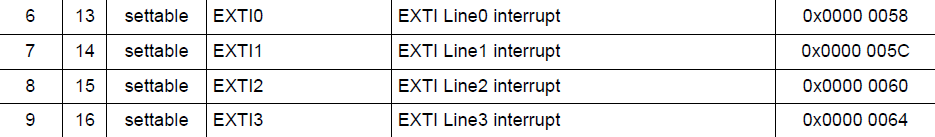 6 13 settable EXTI0 EXTI Line0 interrupt 0x0000 0058
7 14 settable EXTI1 EXTI Line1 interrupt 0x0000 005C
8 15 settable EXTI2 EXTI Line2 interrupt 0x0000 0060
9 16 settable EXTI3 EXTI Line3 interrupt 0x0000 0064